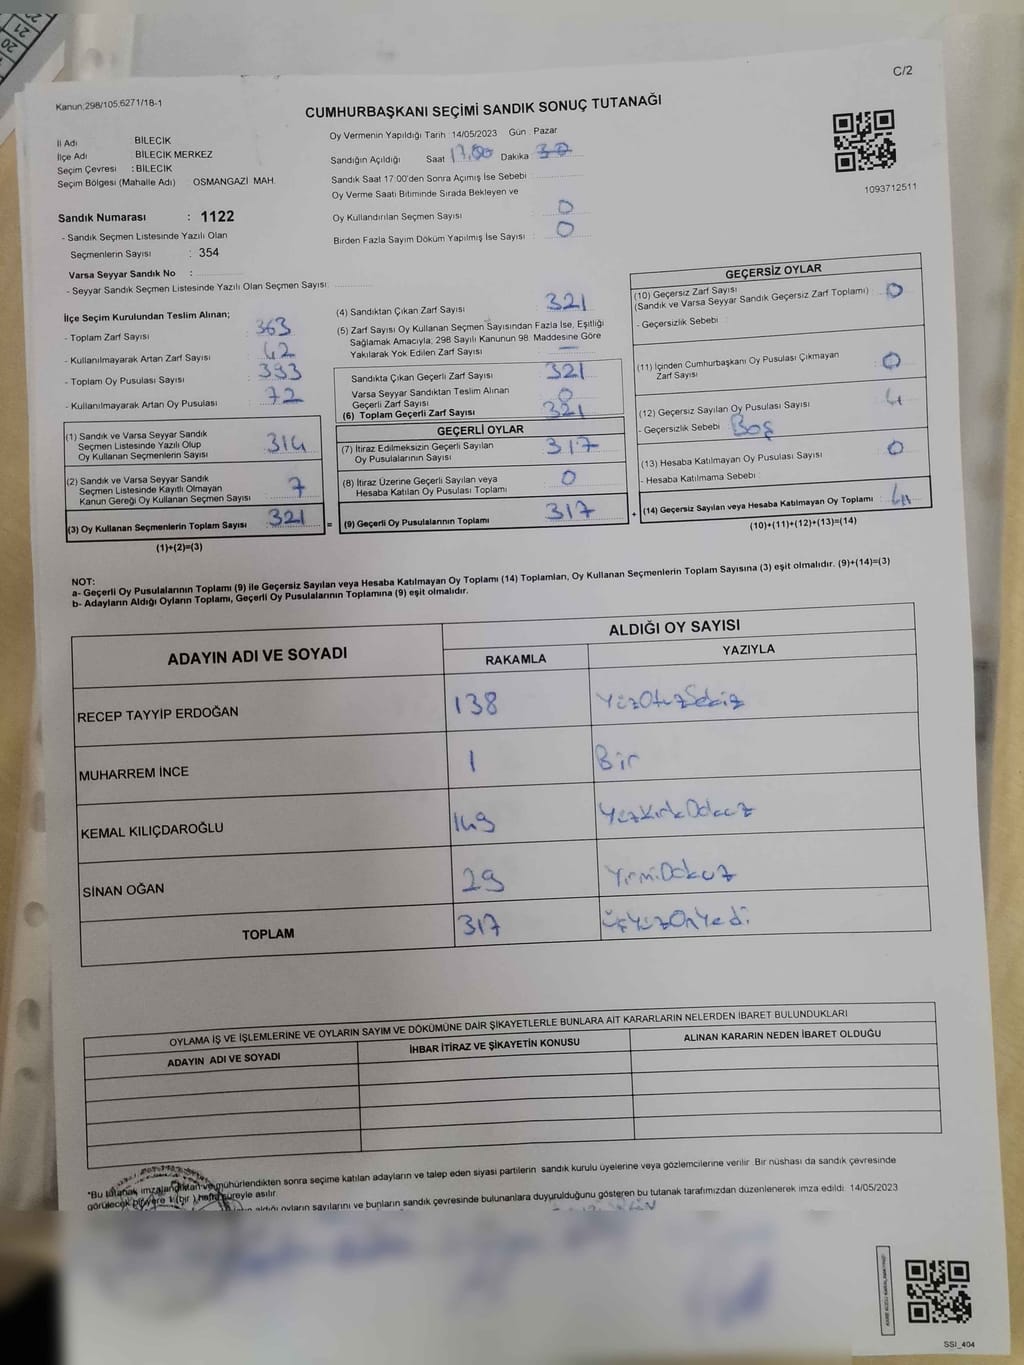 C/2
Kanun;298/105,6271/18-1
CUMHURBAŞKANI SEÇİMİ SANDIK SONUÇ TUTANAĞI
İl Adı BİLECİK
İlçe Adı BİLECİK MERKEZ
Seçim Çevresi : BİLECİK
Seçim Bölgesi (Mahalle Adı) OSMANGAZİ MAH.
Oy Vermenin Yapıldığı Tarih 14/05/2023 Gün Pazar
Sandığın Açıldığı Saat 17.00 Dakika 30
Sandık Saat 17:00'den Sonra Açımış İse Sebebi
Oy Verme Saati Bitiminde Sırada Bekleyen ve
Oy Kullandırılan Seçmen Sayısı 0
Birden Fazla Sayım Döküm Yapılmış İse Sayısı : 0
1093712511
Sandık Numarası : 1122
- Sandık Seçmen Listesinde Yazılı Olan
Seçmenlerin Sayısı : 354
Varsa Seyyar Sandık No :
- Seyyar Sandık Seçmen Listesinde Yazılı Olan Seçmen Sayısı:
İlçe Seçim Kurulundan Teslim Alınan;
- Toplam Zarf Sayısı : 363
- Kullanılmayarak Artan Zarf Sayısı : 42
- Toplam Oy Pusulası Sayısı : 393
- Kullanılmayarak Artan Oy Pusulası : 72
(1) Sandık ve Varsa Seyyar Sandık
Seçmen Listesinde Yazılı Olup
Oy Kullanan Seçmenlerin Sayısı 314
(2) Sandık ve Varsa Seyyar Sandık
Seçmen Listesinde Kayıtlı Olmayan
Kanun Gereği Oy Kullanan Seçmen Sayısı 7
(3) Oy Kullanan Seçmenlerin Toplam Sayısı 321
(1)+(2)=(3)
(4) Sandıktan Çıkan Zarf Sayısı 321
(5) Zarf Sayısı Oy Kullanan Seçmen Sayısından Fazla İse, Eşitliği
Sağlamak Amacıyla, 298 Sayılı Kanunun 98. Maddesine Göre
Yakılarak Yok Edilen Zarf Sayısı : —
Sandıkta Çıkan Geçerli Zarf Sayısı 321
Varsa Seyyar Sandıktan Teslim Alınan
Geçerli Zarf Sayısı 0
(6) Toplam Geçerli Zarf Sayısı 321
GEÇERLİ OYLAR
(7) İtiraz Edilmeksizin Geçerli Sayılan
Oy Pusulalarının Sayısı 317
(8) İtiraz Üzerine Geçerli Sayılan veya
Hesaba Katılan Oy Pusulası Toplamı 0
= (9) Geçerli Oy Pusulalarının Toplamı 317
GEÇERSİZ OYLAR
(10) Geçersiz Zarf Sayısı
(Sandık ve Varsa Seyyar Sandık Geçersiz Zarf Toplamı) : 0
- Geçersizlik Sebebi :
(11) İçinden Cumhurbaşkanı Oy Pusulası Çıkmayan
Zarf Sayısı : 0
(12) Geçersiz Sayılan Oy Pusulası Sayısı : 4
- Geçersizlik Sebebi : Boş
(13) Hesaba Katılmayan Oy Pusulası Sayısı : 0
- Hesaba Katılmama Sebebi :
+ (14) Geçersiz Sayılan veya Hesaba Katılmayan Oy Toplamı : 4
(10)+(11)+(12)+(13)=(14)
NOT:
a- Geçerli Oy Pusulalarının Toplamı (9) ile Geçersiz Sayılan veya Hesaba Katılmayan Oy Toplamı (14) Toplamları, Oy Kullanan Seçmenlerin Toplam Sayısına (3) eşit olmalıdır. (9)+(14)=(3)
b- Adayların Aldığı Oyların Toplamı, Geçerli Oy Pusulalarının Toplamına (9) eşit olmalıdır.
ADAYIN ADI VE SOYADI ALDIĞI OY SAYISI
RAKAMLA YAZIYLA
RECEP TAYYİP ERDOĞAN 138 YüzOtuzSekiz
MUHARREM İNCE 1 Bir
KEMAL KILIÇDAROĞLU 149 YüzKırkDokuz
SİNAN OĞAN 29 YirmiDokuz
TOPLAM 317 ÜçYüzOnYedi
OYLAMA İŞ VE İŞLEMLERİNE VE OYLARIN SAYIM VE DÖKÜMÜNE DAİR ŞİKAYETLERLE BUNLARA AİT KARARLARIN NELERDEN İBARET BULUNDUKLARI
ADAYIN ADI VE SOYADI İHBAR İTİRAZ VE ŞİKAYETİN KONUSU ALINAN KARARIN NEDEN İBARET OLDUĞU
*Bu tutanak imzalandıktan ve mühürlendikten sonra seçime katılan adayların ve talep eden siyasi partilerin sandık kurulu üyelerine veya gözlemcilerine verilir. Bir nüshası da sandık çevresinde
görülecek bir yere 1 (bir) hafta süreyle asılır.
aldığı oyların sayılarını ve bunların sandık çevresinde bulunanlara duyurulduğunu gösteren bu tutanak tarafımızdan düzenlenerek imza edildi. 14/05/2023
SSI_404